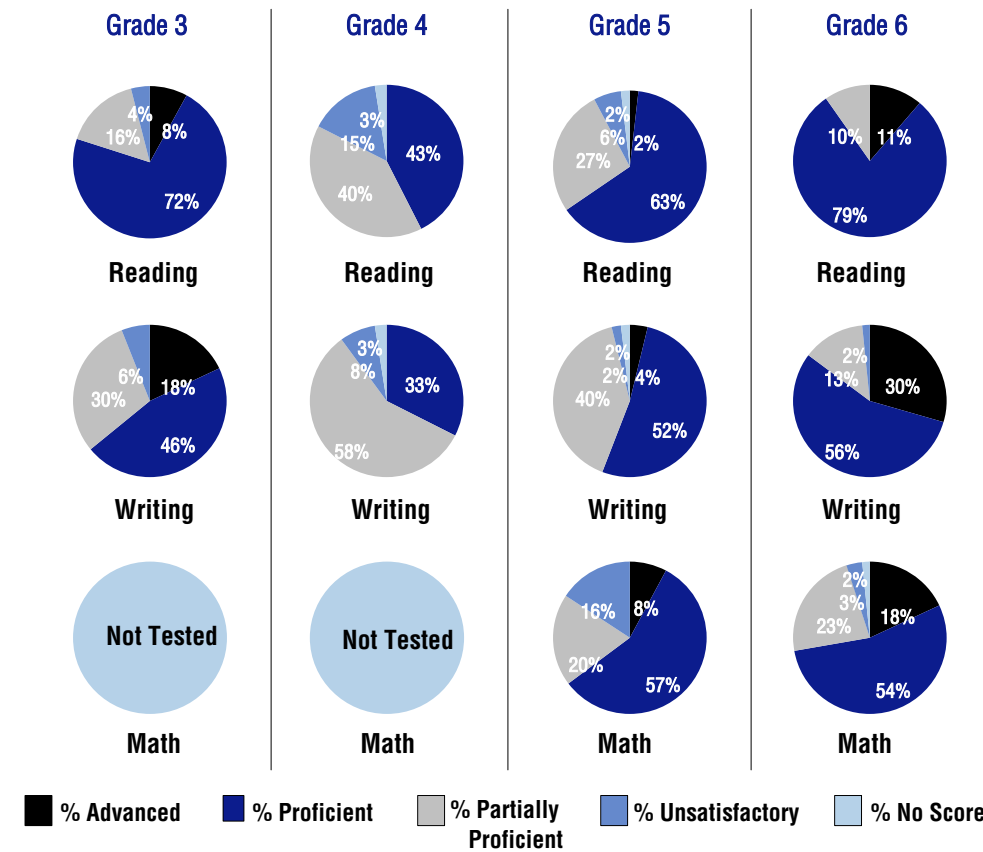 Grade 3 Grade 4 Grade 5 Grade 6
4% 8%
16%
72%
Reading
3%
15% 43%
40%
Reading
2%
6% 2%
27%
63%
Reading
10% 11%
79%
Reading
6% 18%
30%
46%
Writing
3%
8% 33%
58%
Writing
2%
2% 4%
40%
52%
Writing
2%
13% 30%
56%
Writing
Not Tested
Math
Not Tested
Math
16% 8%
20%
57%
Math
2%
3% 18%
23%
54%
Math
% Advanced % Proficient % Partially % Unsatisfactory % No Score
Proficient